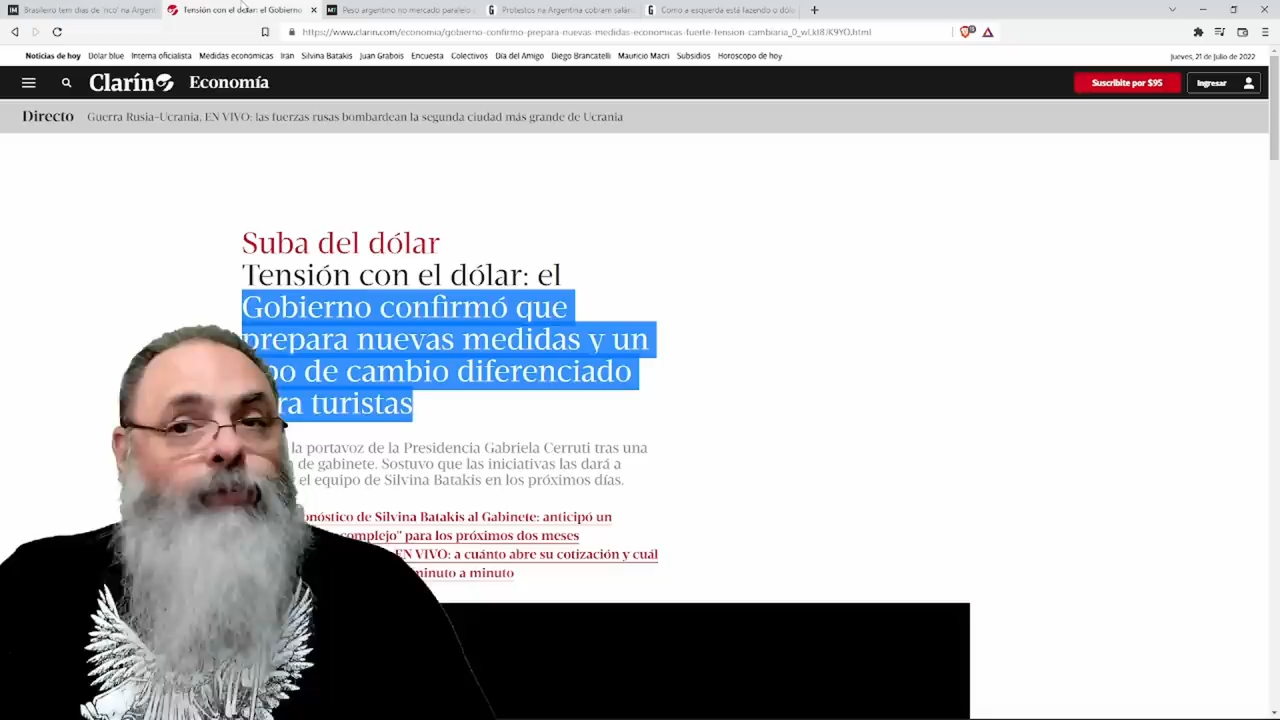 Brasileiro tem dias de 'rico' na Argent
Tensión con el dólar: el Gobierno
Peso argentino no mercado paralelo
Protestos na Argentina cobram salár
Como a esquerda está fazendo o dól
https://www.clarin.com/economia/gobierno-confirmo-prepara-nuevas-medidas-economicas-fuerte-tension-cambiaria_0_wLkt8JK9YO.html
Noticias de hoy Dólar blue Interna oficialista Medidas económicas Iran Silvina Batakis Juan Grabois Encuesta Colectivos Día del Amigo Diego Brancatelli Mauricio Macri Subsidios Horóscopo de hoy
Jueves, 21 de Julio de 2022
Clarín Economía
Suscribite por $95
Ingresar
Directo Guerra Rusia-Ucrania, EN VIVO: las fuerzas rusas bombardean la segunda ciudad más grande de Ucrania
Suba del dólar
Tensión con el dólar: el
Gobierno confirmó que
prepara nuevas medidas y un
po de cambio diferenciado
ra turistas
la portavoz de la Presidencia Gabriela Cerruti tras una
de gabinete. Sostuvo que las iniciativas las dará a
el equipo de Silvina Batakis en los próximos días.
onóstico de Silvina Batakis al Gabinete: anticipó un
complejo" para los próximos dos meses
EN VIVO: a cuánto abre su cotización y cuál
minuto a minuto